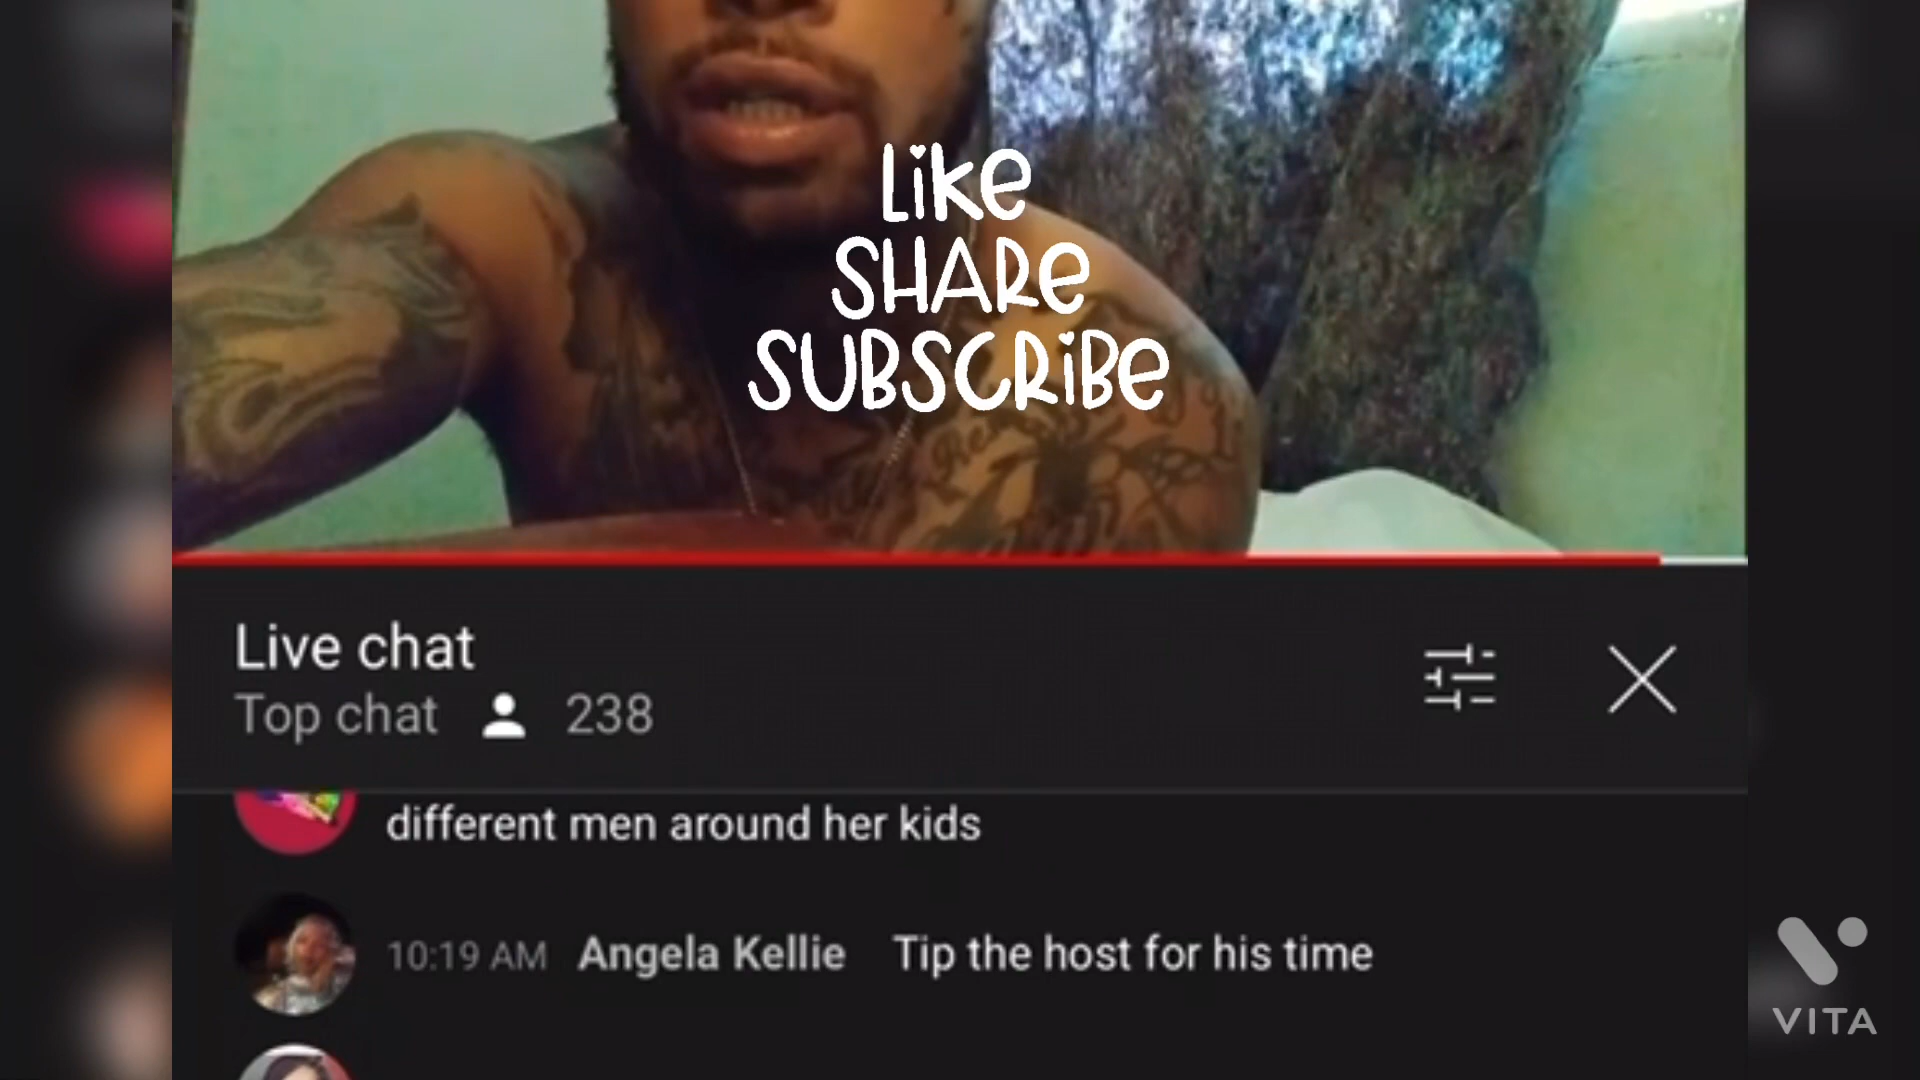 Like
SHARe
SUBSCRiBe
Live chat
Top chat 238
different men around her kids
10:19 AM Angela Kellie Tip the host for his time
VITA